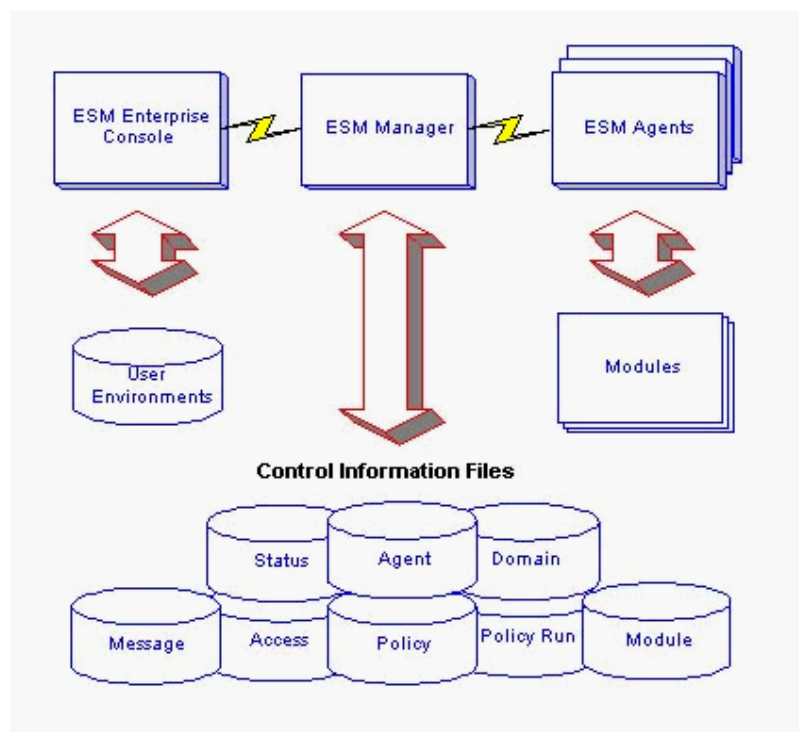 ESM Enterprise
Console
ESM Manager
ESM Agents
User
Environments
Modules
Control Information Files
Status
Agent
Domain
Message
Access
Policy
Policy Run
Module